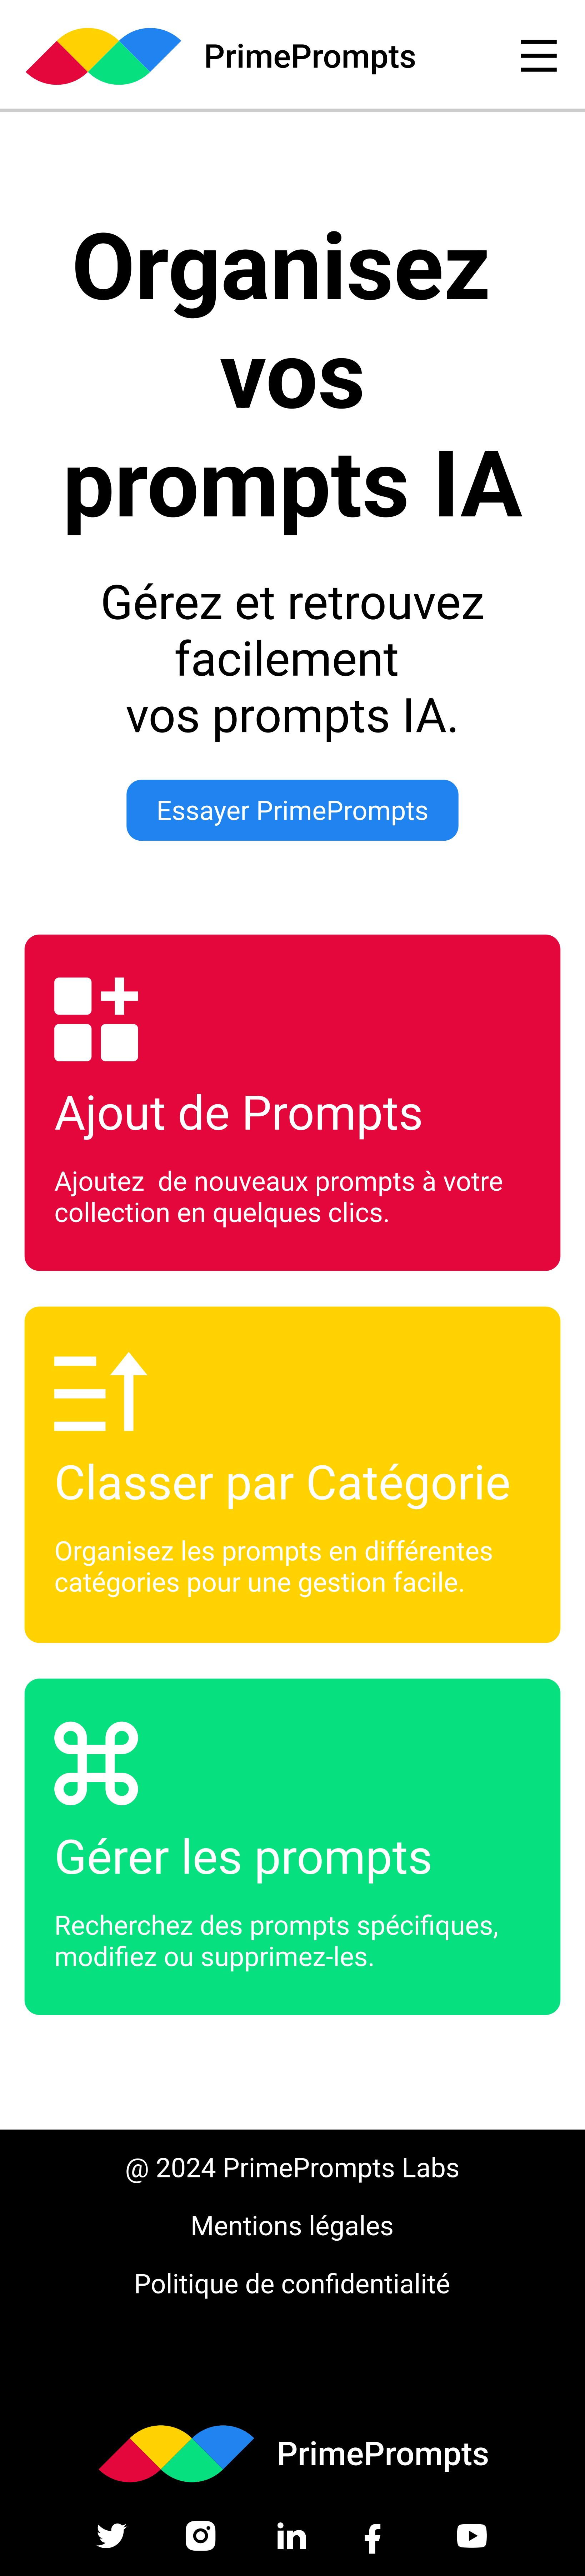 PrimePrompts
Organisez
vos
prompts IA
Gérez et retrouvez
facilement
vos prompts IA.
Essayer PrimePrompts
Ajout de Prompts
Ajoutez  de nouveaux prompts à votre
collection en quelques clics.
Classer par Catégorie
Organisez les prompts en différentes
catégories pour une gestion facile.
Gérer les prompts
Recherchez des prompts spécifiques,
modifiez ou supprimez-les.
@ 2024 PrimePrompts Labs
Mentions légales
Politique de confidentialité
PrimePrompts